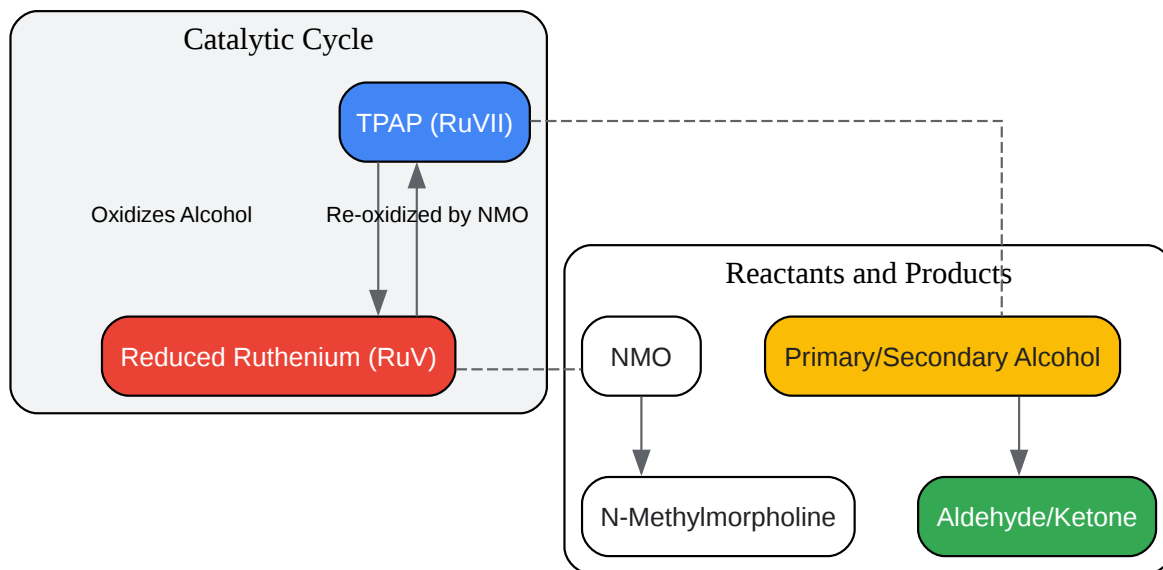 Catalytic Cycle
TPAP (RuVII)
Oxidizes Alcohol
Re-oxidized by NMO
Reduced Ruthenium (RuV)
Reactants and Products
NMO
Primary/Secondary Alcohol
N-Methylmorpholine
Aldehyde/Ketone